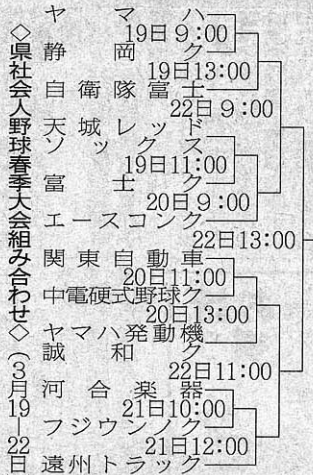 ◇県社会人野球春季大会組み合わせ◇(3月19―22日
ヤマハ
19日9:00
静岡ク
19日13:00
自衛隊富士
22日9:00
天城レッド
ソックス
19日11:00
富士ク
20日9:00
エースコンク
22日13:00
関東自動車
20日11:00
中電硬式野球ク
20日13:00
ヤマハ発動機
誠和ク
22日11:00
河合楽器
21日10:00
フジウンノク
21日12:00
遠州トラック